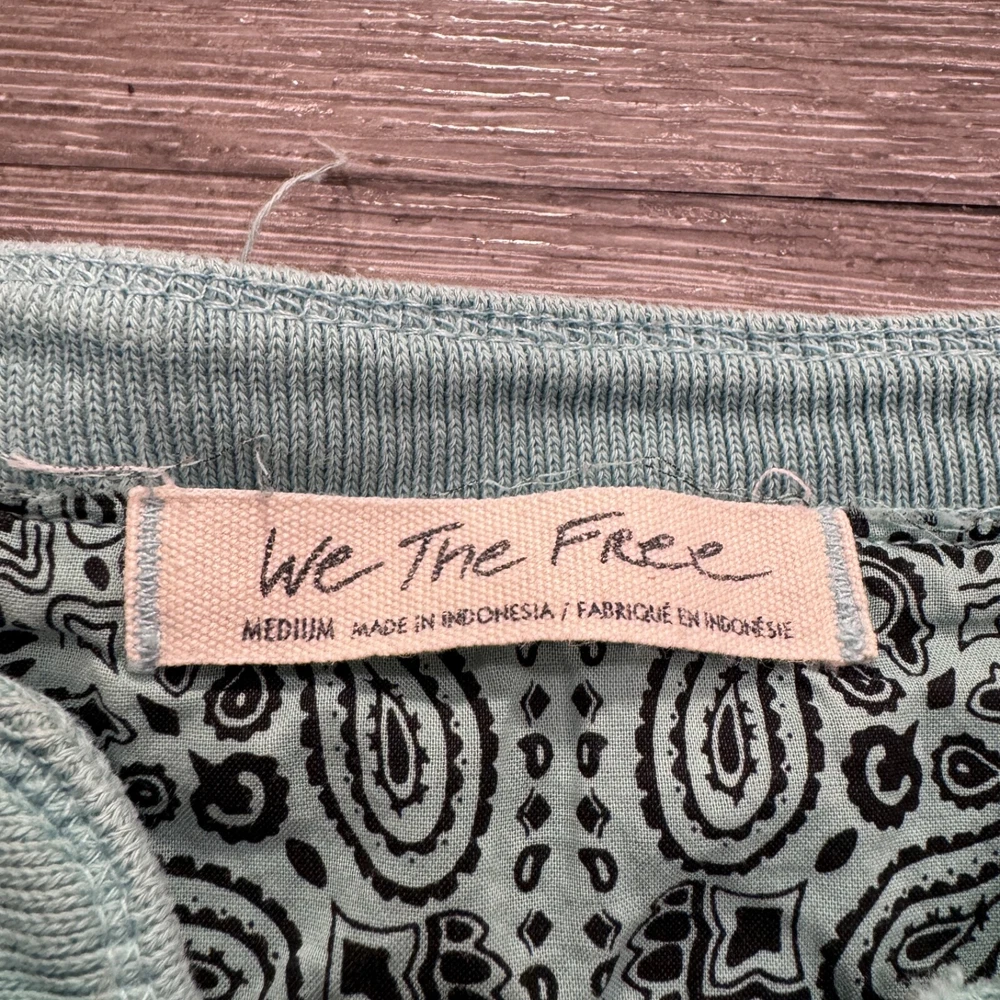 We The Free
MEDIUM MADE IN INDONESIA / FABRIQUÉ EN INDONÉSIE